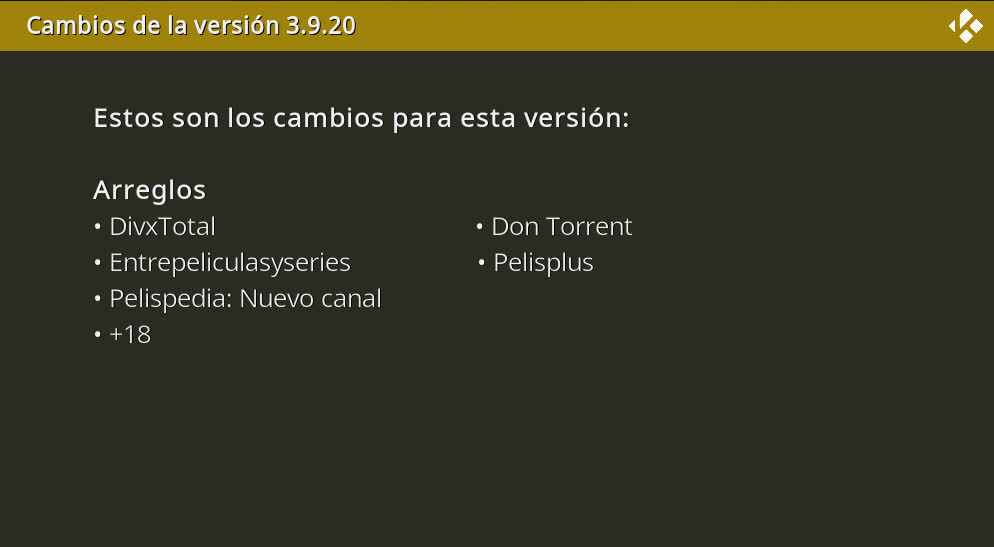 Cambios de la versión 3.9.20
Estos son los cambios para esta versión:
Arreglos
• DivxTotal • Don Torrent
• Entrepeliculasyseries • Pelisplus
• Pelispedia: Nuevo canal
• +18